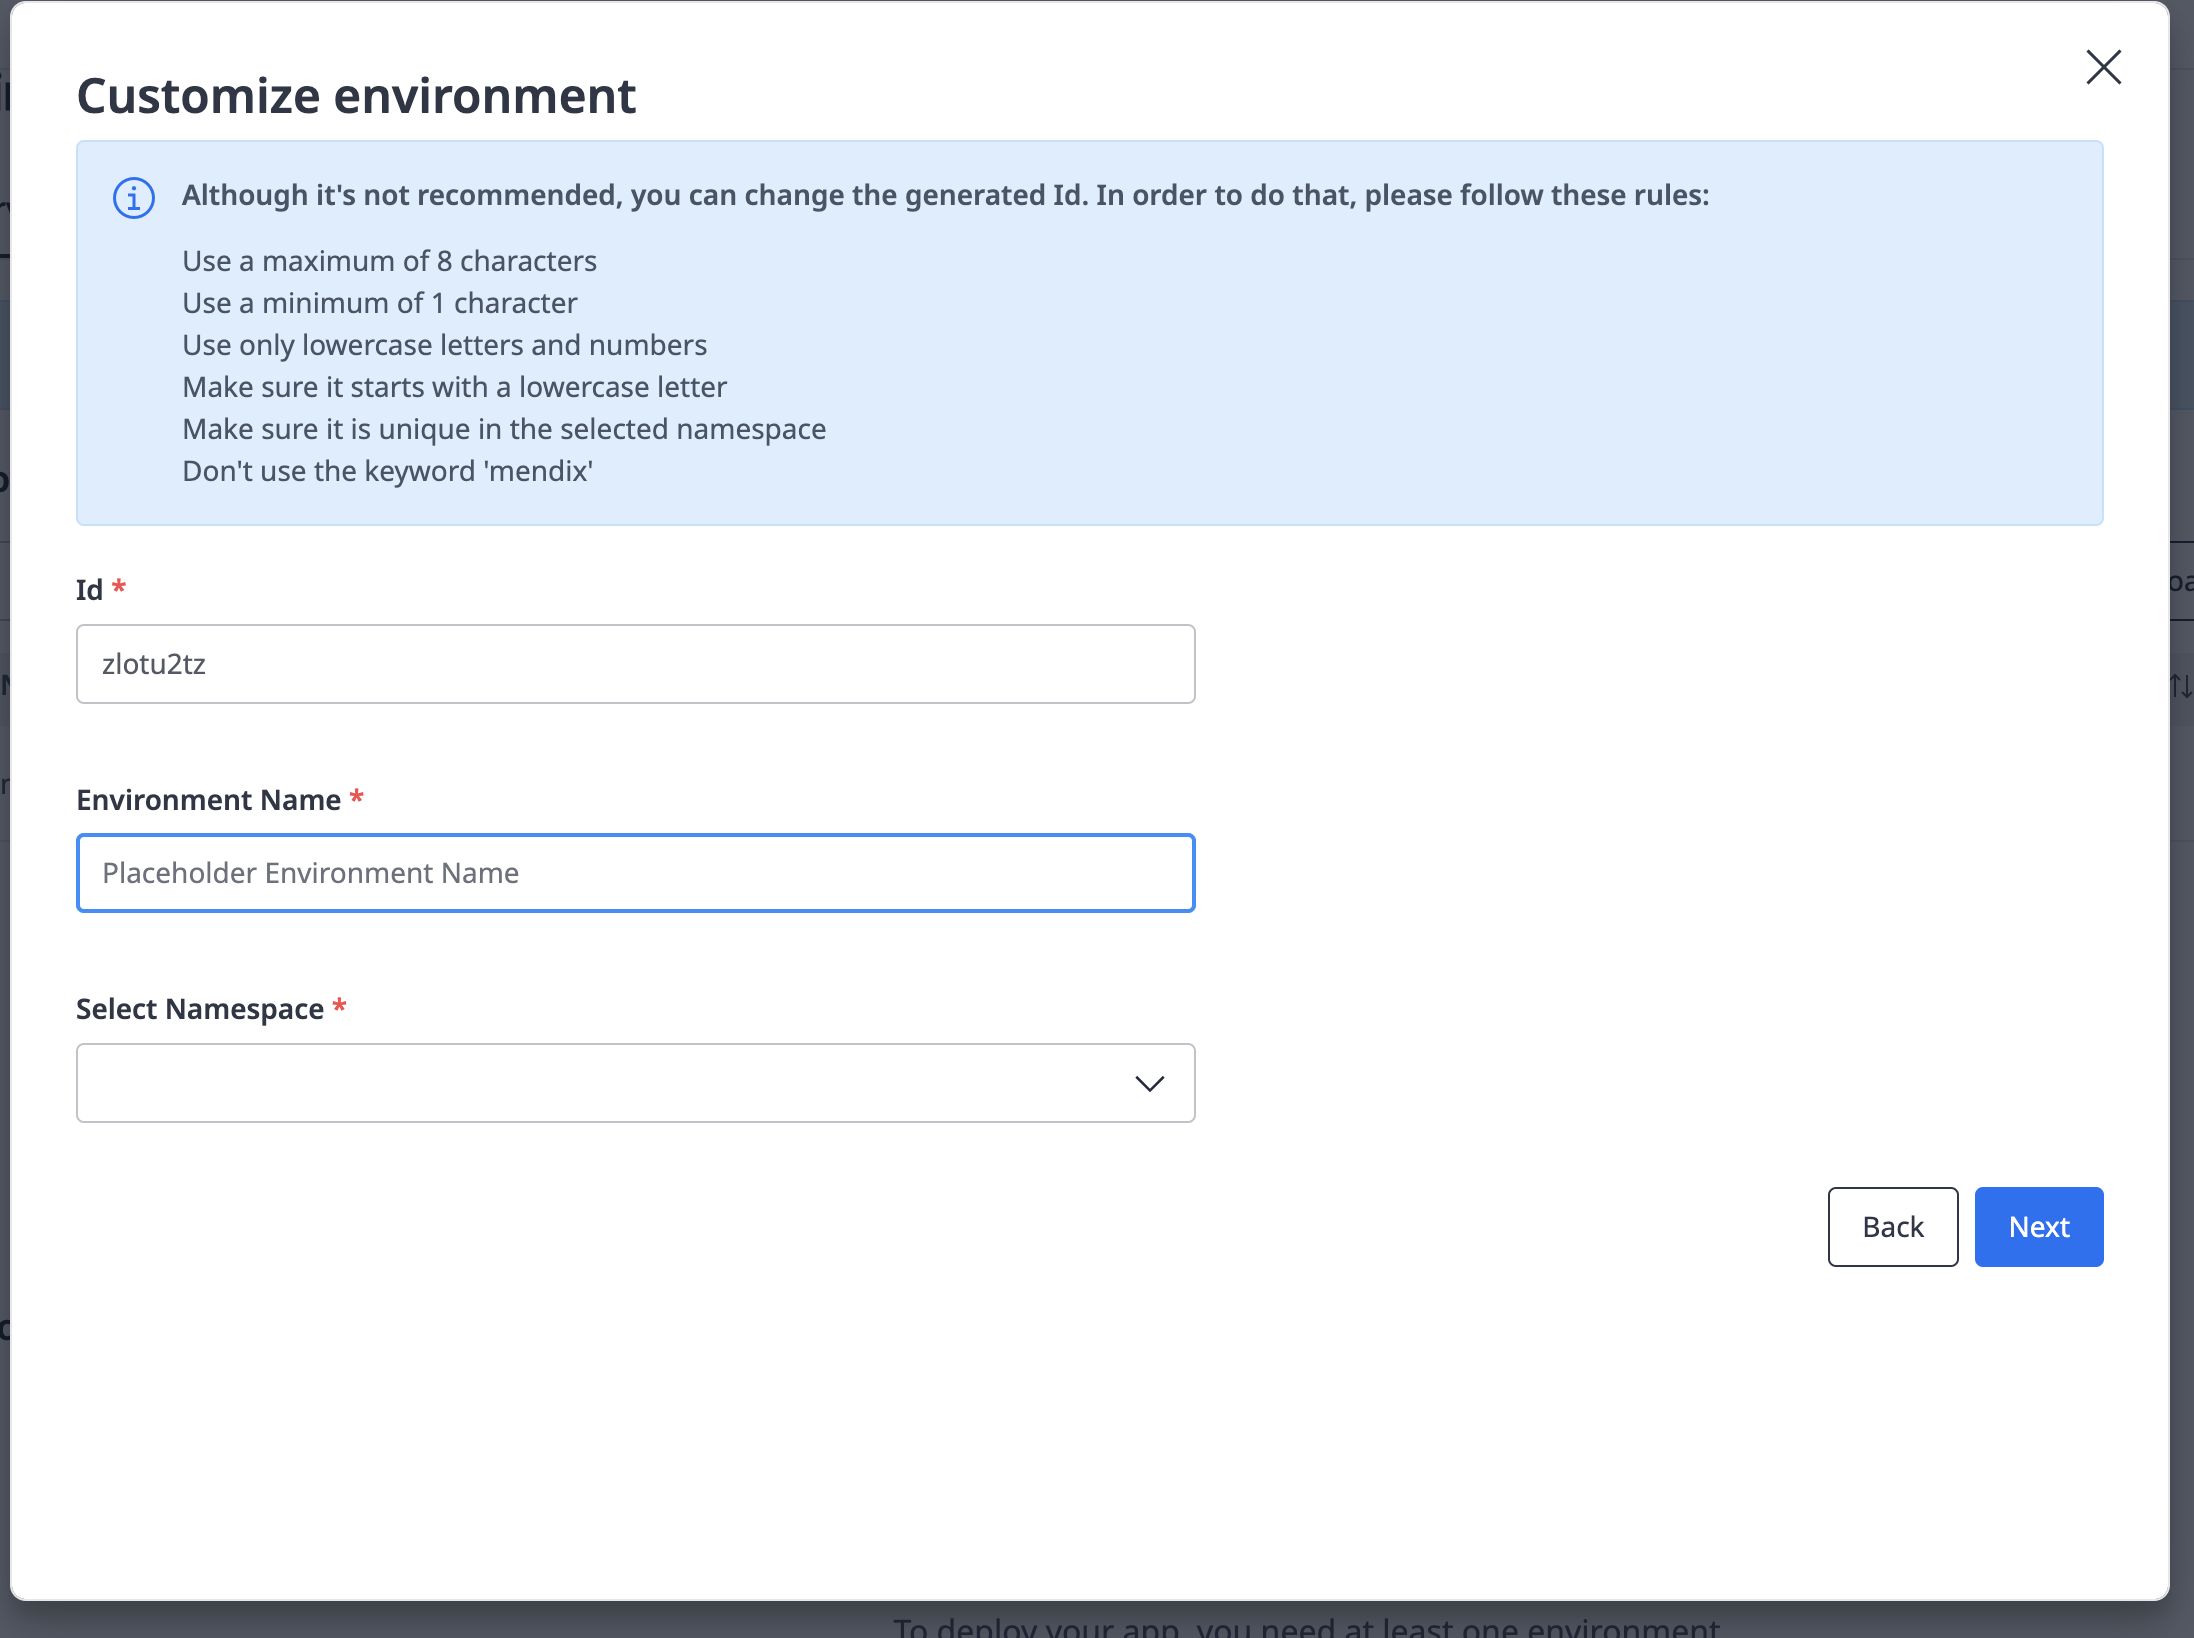 Customize environment
Although it's not recommended, you can change the generated Id. In order to do that, please follow these rules:
Use a maximum of 8 characters
Use a minimum of 1 character
Use only lowercase letters and numbers
Make sure it starts with a lowercase letter
Make sure it is unique in the selected namespace
Don't use the keyword 'mendix'
Id *
zlotu2tz
Environment Name *
Placeholder Environment Name
Select Namespace *
Back
Next
To deploy your app, you need at least one environment